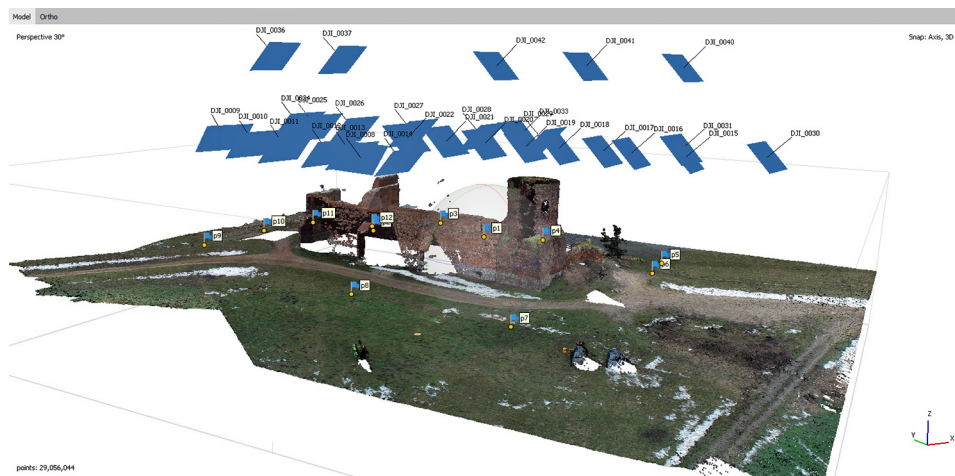 Model Ortho
Perspective 30°
Snap: Axis, 3D
DJI_0036
DJI_0037
DJI_0042
DJI_0041
DJI_0040
DJI_0024
DJI_0025
DJI_0009
DJI_0010
DJI_0011
DJI_0026
DJI_0027
DJI_0022
DJI_0028
DJI_0021
DJI_0033
DJI_0020
DJI_0019
DJI_0018
DJI_0013
DJI_0008
DJI_0014
DJI_0017
DJI_0016
DJI_0031
DJI_0015
DJI_0030
p11
p12
p3
p10
p9
p1
p4
p5
p8
p7
Z
Y
X
points: 29,056,044